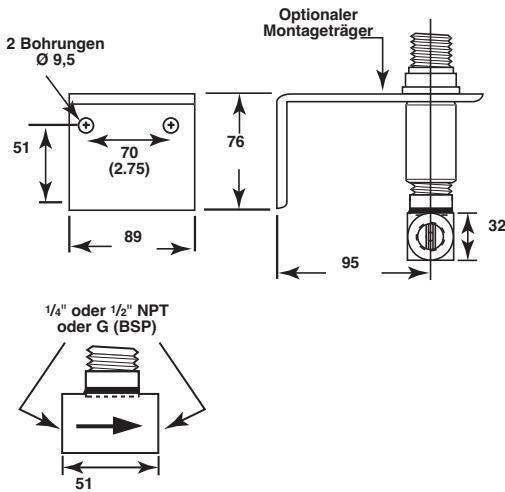 Optionaler
Montageträger
2 Bohrungen
Ø 9,5
51
70
(2.75)
76
89
95
32
1/4" oder 1/2" NPT
oder G (BSP)
51